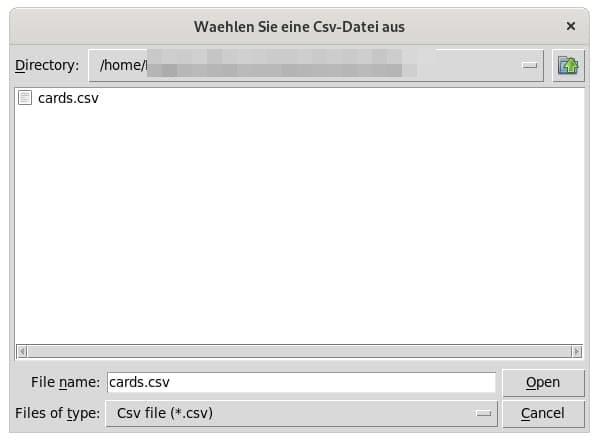 Waehlen Sie eine Csv-Datei aus
Directory: /home/
cards.csv
File name: cards.csv Open
Files of type: Csv file (*.csv) Cancel